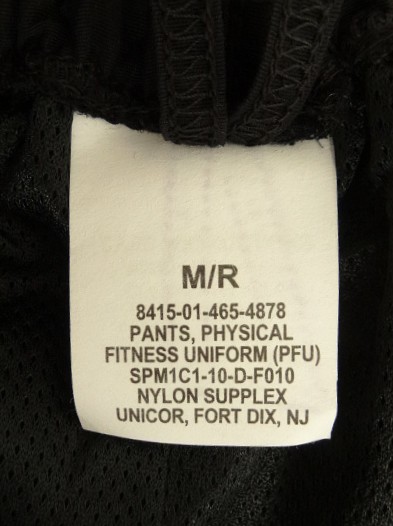 M/R
8415-01-465-4878
PANTS, PHYSICAL
FITNESS UNIFORM (PFU)
SPM1C1-10-D-F010
NYLON SUPPLEX
UNICOR, FORT DIX, NJ